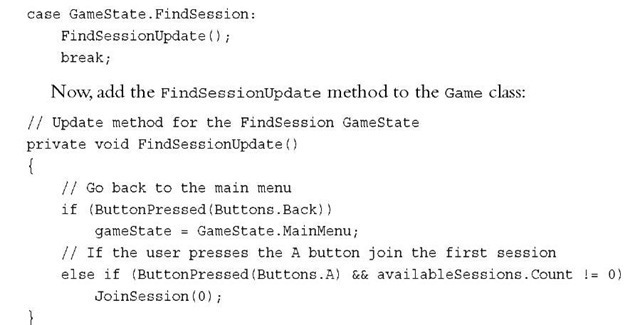 case GameState.FindSession:
    FindSessionUpdate();
    break;
Now, add the FindSessionUpdate method to the Game class:
// Update method for the FindSession GameState
private void FindSessionUpdate()
{
    // Go back to the main menu
    if (ButtonPressed(Buttons.Back))
        gameState = GameState.MainMenu;
    // If the user presses the A button join the first session
    else if (ButtonPressed(Buttons.A) && availableSessions.Count != 0)
        JoinSession(0);
}